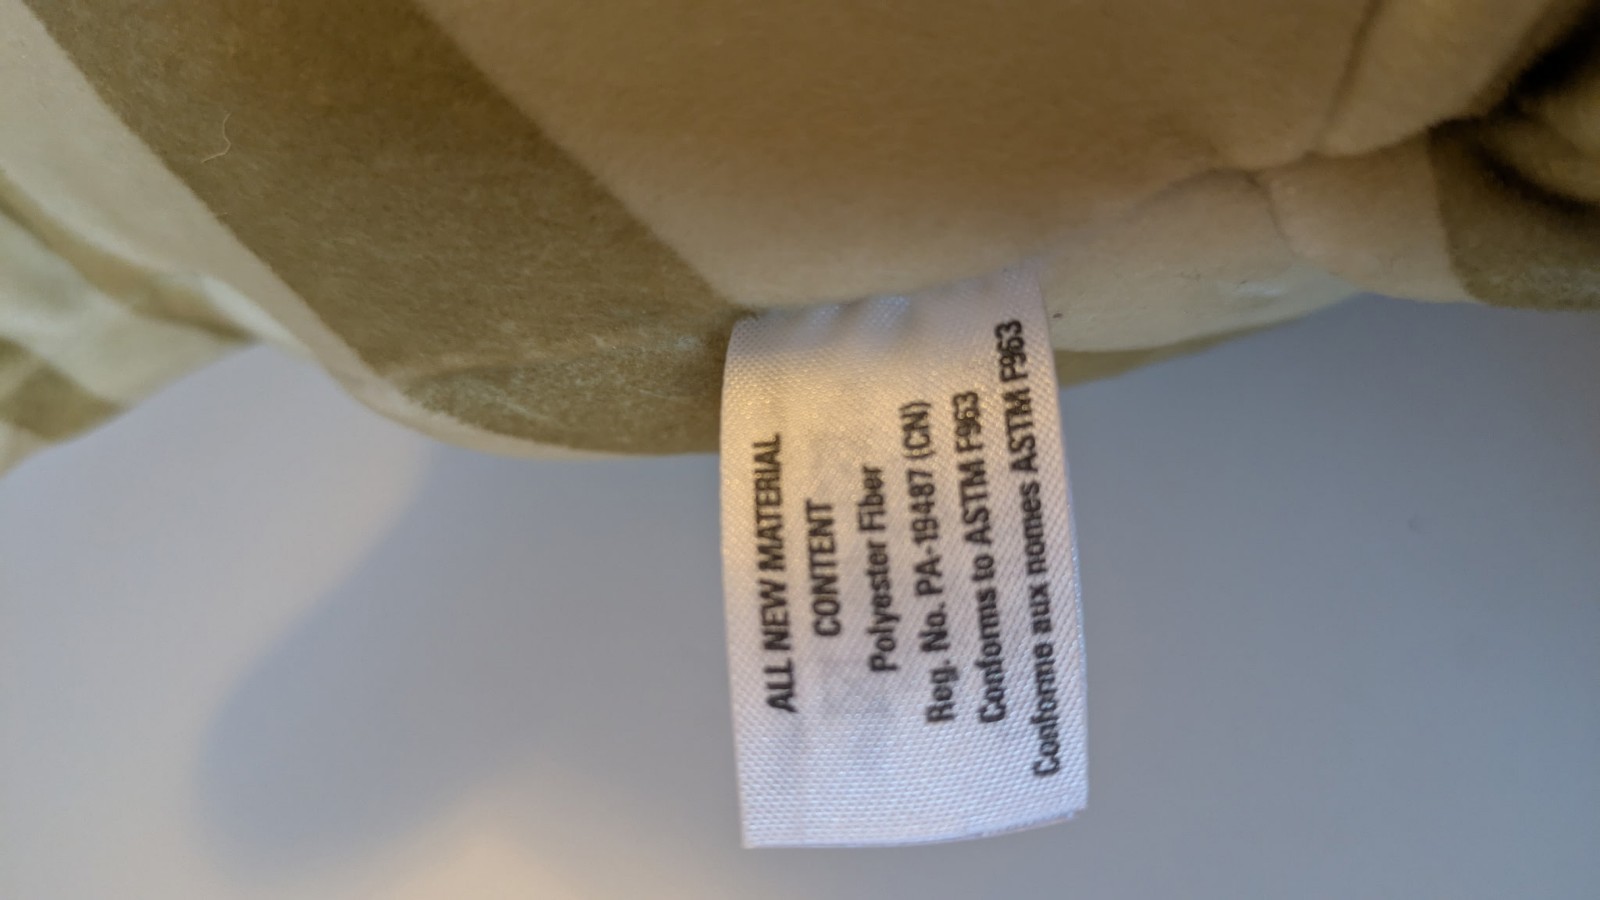 ALL NEW MATERIAL
CONTENT
Polyester Fiber
Reg. No. PA-19487 (CN)
Conforms to ASTM F963
Conforme aux nomes ASTM F963